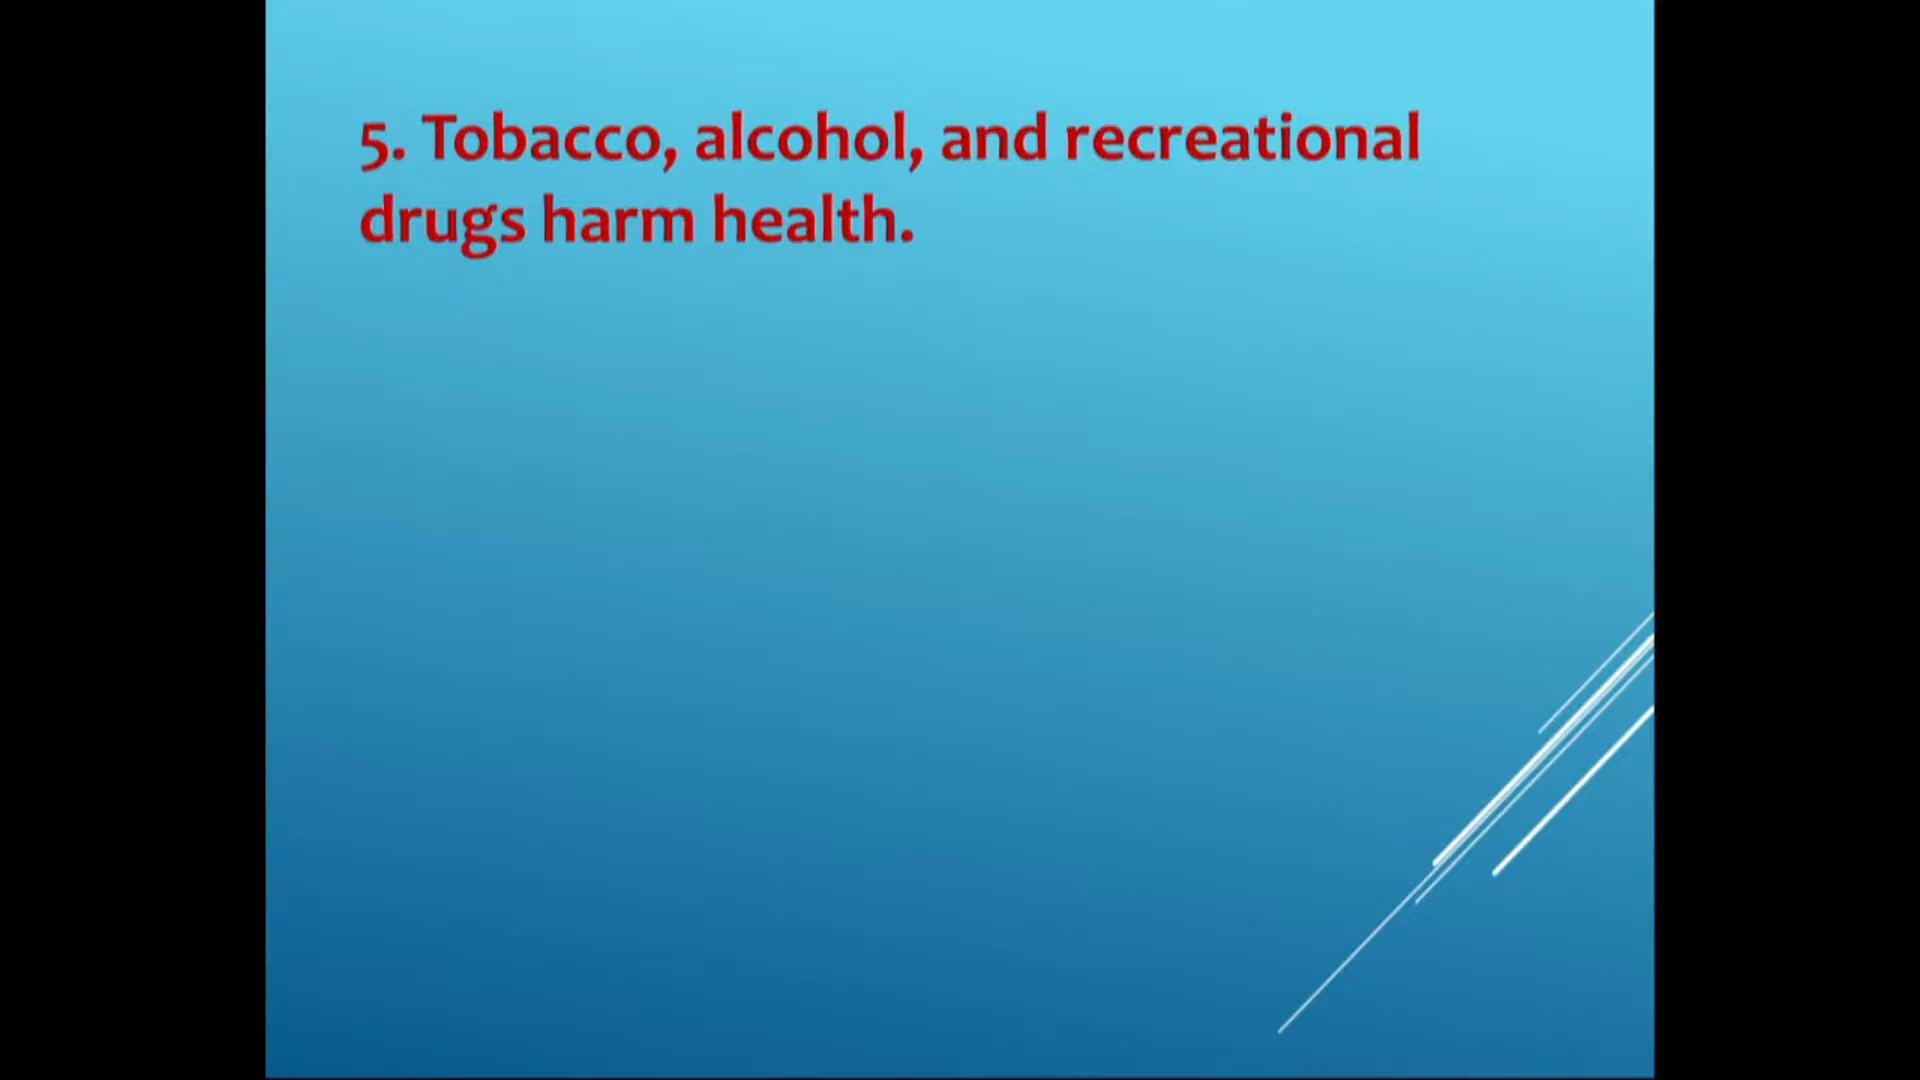 5. Tobacco, alcohol, and recreational
drugs harm health.